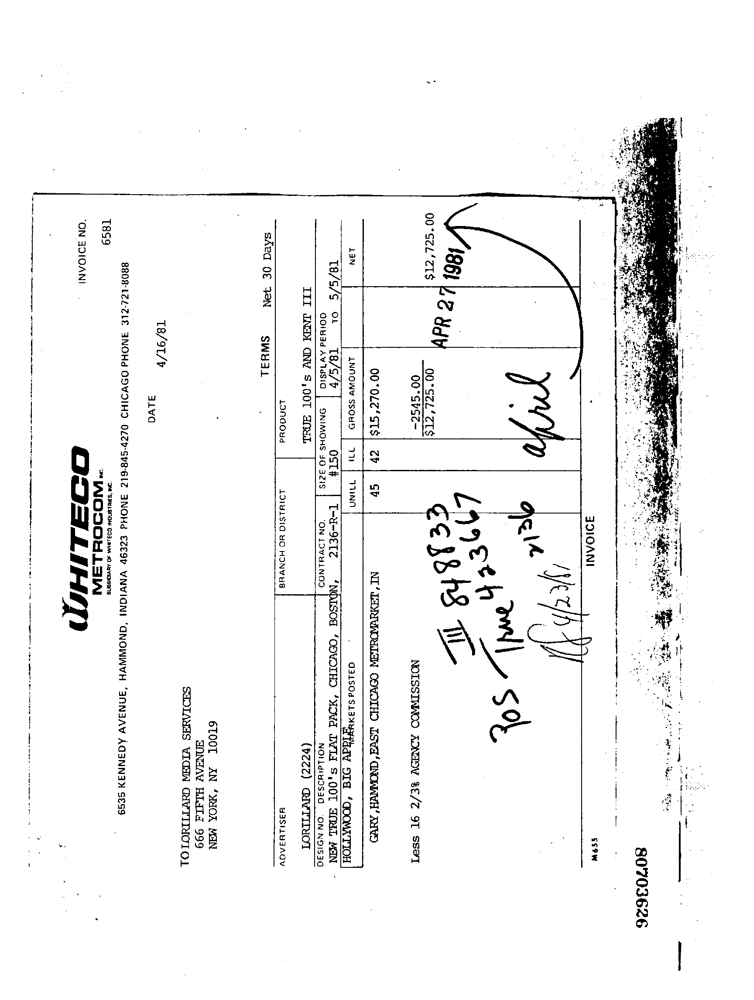 WHITECO
METROCOM INC.
SUBSIDIARY OF WHITECO INDUSTRIES, INC.
6535 KENNEDY AVENUE, HAMMOND, INDIANA 46323 PHONE 219-845-4270 CHICAGO PHONE 312-721-8088
INVOICE NO.
6581
DATE
4/16/81
TO LORILLARD MEDIA SERVICES
666 FIFTH AVENUE
NEW YORK, NY 10019
TERMS Net 30 Days
ADVERTISER BRANCH OR DISTRICT PRODUCT
LORILLARD (2224) TRUE 100's AND KENT III
DESIGN NO. DESCRIPTION CONTRACT NO. SIZE OF SHOWING DISPLAY PERIOD
NEW TRUE 100's FLAT PACK, CHICAGO, BOSTON, 2136-R-1 #150 4/5/81 TO 5/5/81
HOLLYWOOD, BIG APPLE
MARKETS POSTED UNILL ILL GROSS AMOUNT NET
GARY, HAMMOND, EAST CHICAGO METROMARKET, IN 45 42 $15,270.00
Less 16 2/3% AGENCY COMMISSION -2545.00
$12,725.00 $12,725.00
APR 27 1981
III 848833
305 True 423667
2136
april
4/23/81
INVOICE
M655
80703626